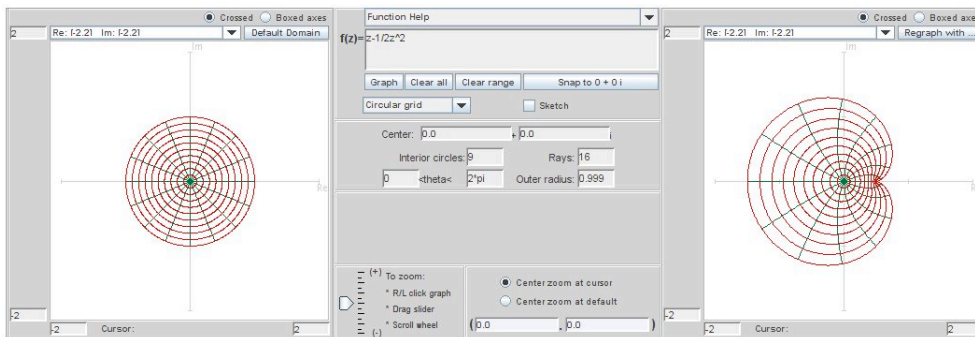 Crossed Boxed axes
2 Re: [-2.2] Im: [-2.2] Default Domain
Im
Re
-2
-2 Cursor: 2
Function Help
f(z)= z-1/2z^2
Graph Clear all Clear range Snap to 0 + 0 i
Circular grid Sketch
Center: 0.0 + 0.0 i
Interior circles: 9 Rays: 16
0 <theta< 2*pi Outer radius: 0.999
(+) To zoom:
* R/L click graph
* Drag slider
* Scroll wheel
(-)
Center zoom at cursor
Center zoom at default
( 0.0 , 0.0 )
Crossed Boxed axes
2 Re: [-2.2] Im: [-2.2] Regraph with ...
Im
-2
-2 Cursor: 2